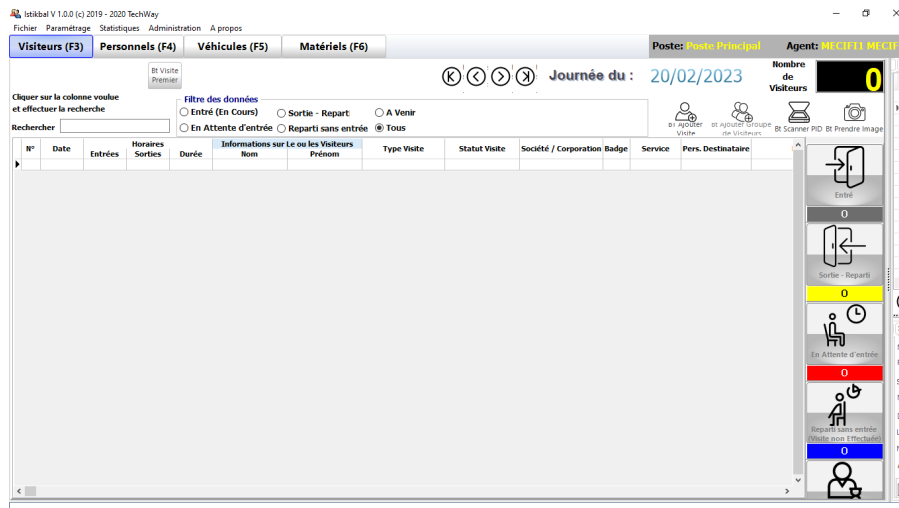 Istikbal V 1.0.0 (c) 2019 - 2020 TechWay
Fichier Paramétrage Statistiques Administration A propos
Visiteurs (F3) Personnels (F4) Véhicules (F5) Matériels (F6)
Poste: Poste Principal Agent: MECIFT1 MECIF
Bt Visite
Premier
Journée du : 20/02/2023
Nombre
de
Visiteurs
0
Cliquer sur la colonne voulue
et effectuer la recherche
Rechercher
Filtre des données
Entré (En Cours) Sortie - Repart A Venir
En Attente d'entrée Reparti sans entrée Tous
Bt Ajouter
Visite
Bt Ajouter Groupe
de Visiteurs
Bt Scanner PID Bt Prendre Image
N° Date Horaires Informations sur Le ou les Visiteurs Type Visite Statut Visite Société / Corporation Badge Service Pers. Destinataire
Entrées Sorties Durée Nom Prénom
Entré
0
Sortie - Reparti
0
En Attente d'entrée
0
Reparti sans entrée
(Visite non Effectuée)
0